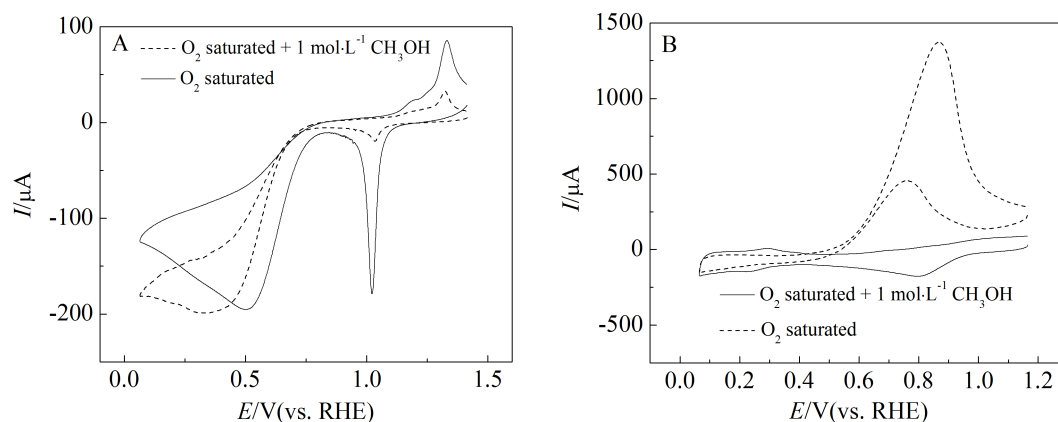 A
O₂ saturated + 1 mol·L⁻¹ CH₃OH
O₂ saturated
100
0
-100
-200
I/μA
0.0 0.5 1.0 1.5
E/V(vs. RHE)
B
1500
1000
500
0
-500
I/μA
O₂ saturated + 1 mol·L⁻¹ CH₃OH
O₂ saturated
0.0 0.2 0.4 0.6 0.8 1.0 1.2
E/V(vs. RHE)